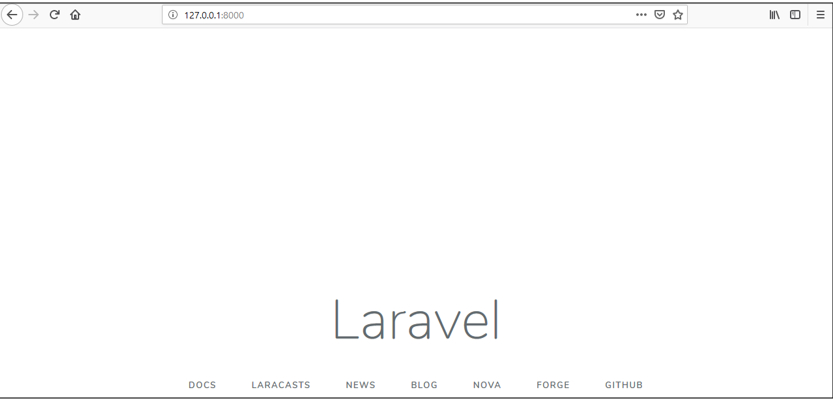 127.0.0.1:8000
Laravel
DOCS LARACASTS NEWS BLOG NOVA FORGE GITHUB